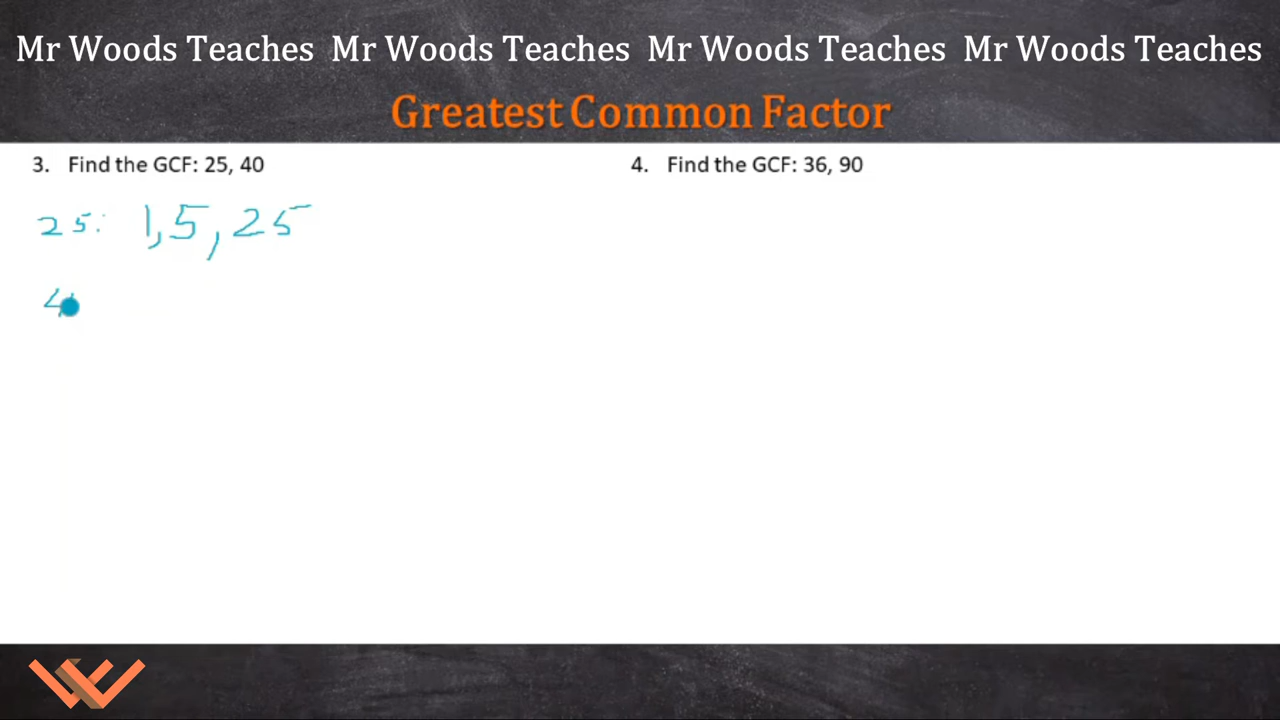 Mr Woods Teaches Mr Woods Teaches Mr Woods Teaches Mr Woods Teaches
Greatest Common Factor
3. Find the GCF: 25, 40
25: 1, 5, 25
4
4. Find the GCF: 36, 90